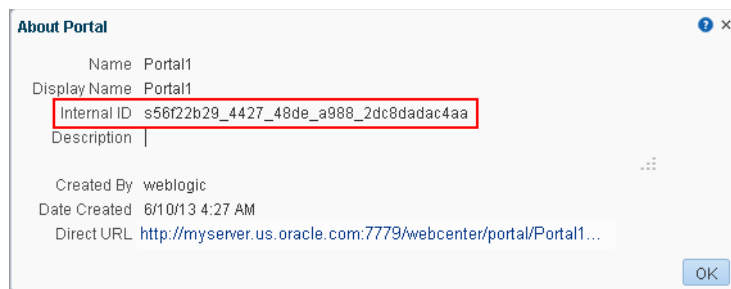 About Portal
Name Portal1
Display Name Portal1
Internal ID s56f22b29_4427_48de_a988_2dc8dadac4aa
Description
Created By weblogic
Date Created 6/10/13 4:27 AM
Direct URL http://myserver.us.oracle.com:7779/webcenter/portal/Portal1...
OK